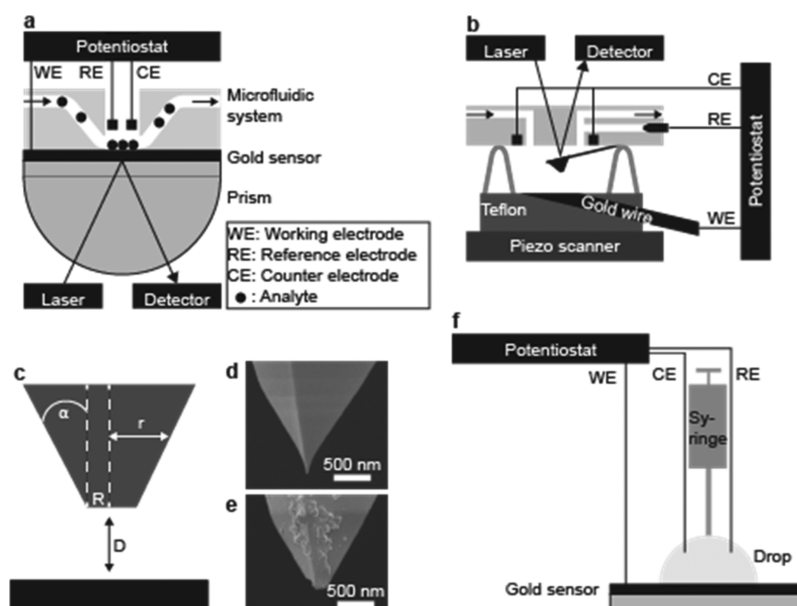 a
Potentiostat
WE RE CE
Microfluidic
system
Gold sensor
Prism
WE: Working electrode
RE: Reference electrode
CE: Counter electrode
: Analyte
Laser Detector
b
Laser Detector
CE
RE
WE
Potentiostat
Teflon
Gold wire
Piezo scanner
c
α
r
R
D
d
500 nm
e
500 nm
f
Potentiostat
WE CE RE
Sy-
ringe
Drop
Gold sensor